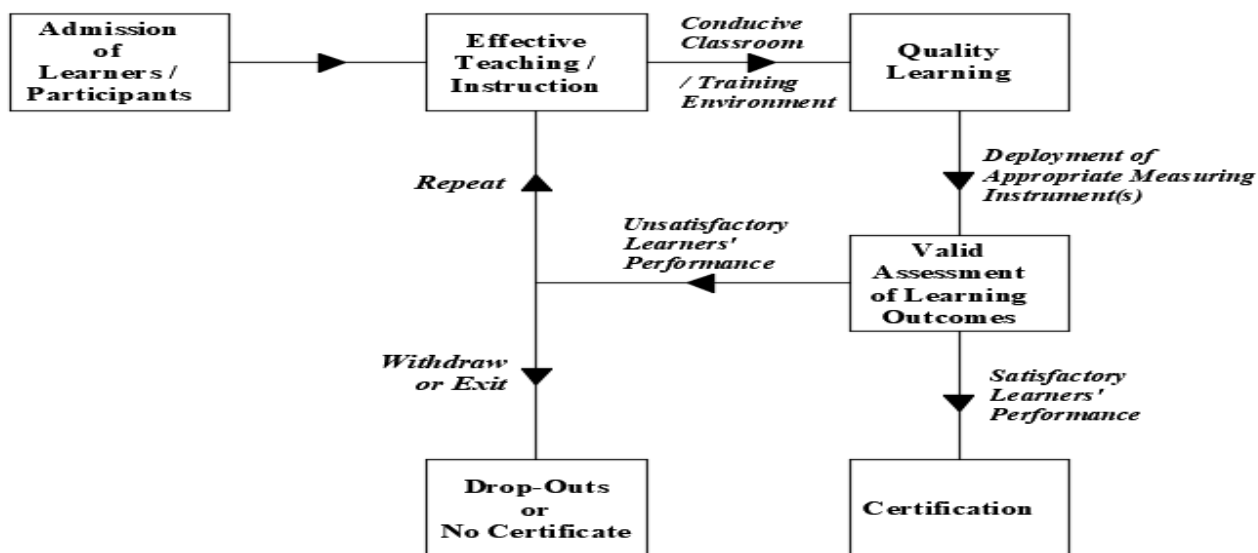 Admission
of
Learners /
Participants
Effective
Teaching /
Instruction
Conducive
Classroom
/ Training
Environment
Quality
Learning
Repeat
Deployment of
Appropriate Measuring
Instrument(s)
Unsatisfactory
Learners'
Performance
Valid
Assessment
of Learning
Outcomes
Withdraw
or Exit
Satisfactory
Learners'
Performance
Drop-Outs
or
No Certificate
Certification